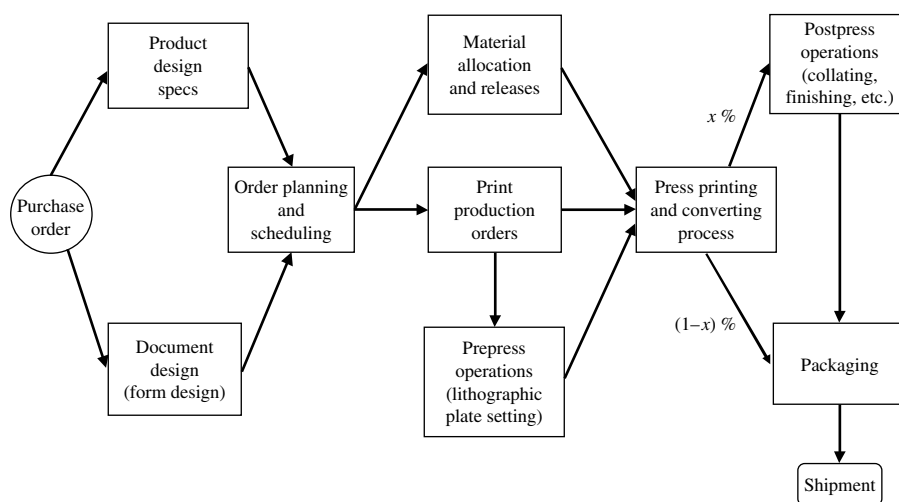 Product
design
specs
Material
allocation
and releases
Postpress
operations
(collating,
finishing, etc.)
x %
Purchase
order
Order planning
and
scheduling
Print
production
orders
Press printing
and converting
process
(1–x) %
Document
design
(form design)
Prepress
operations
(lithographic
plate setting)
Packaging
Shipment